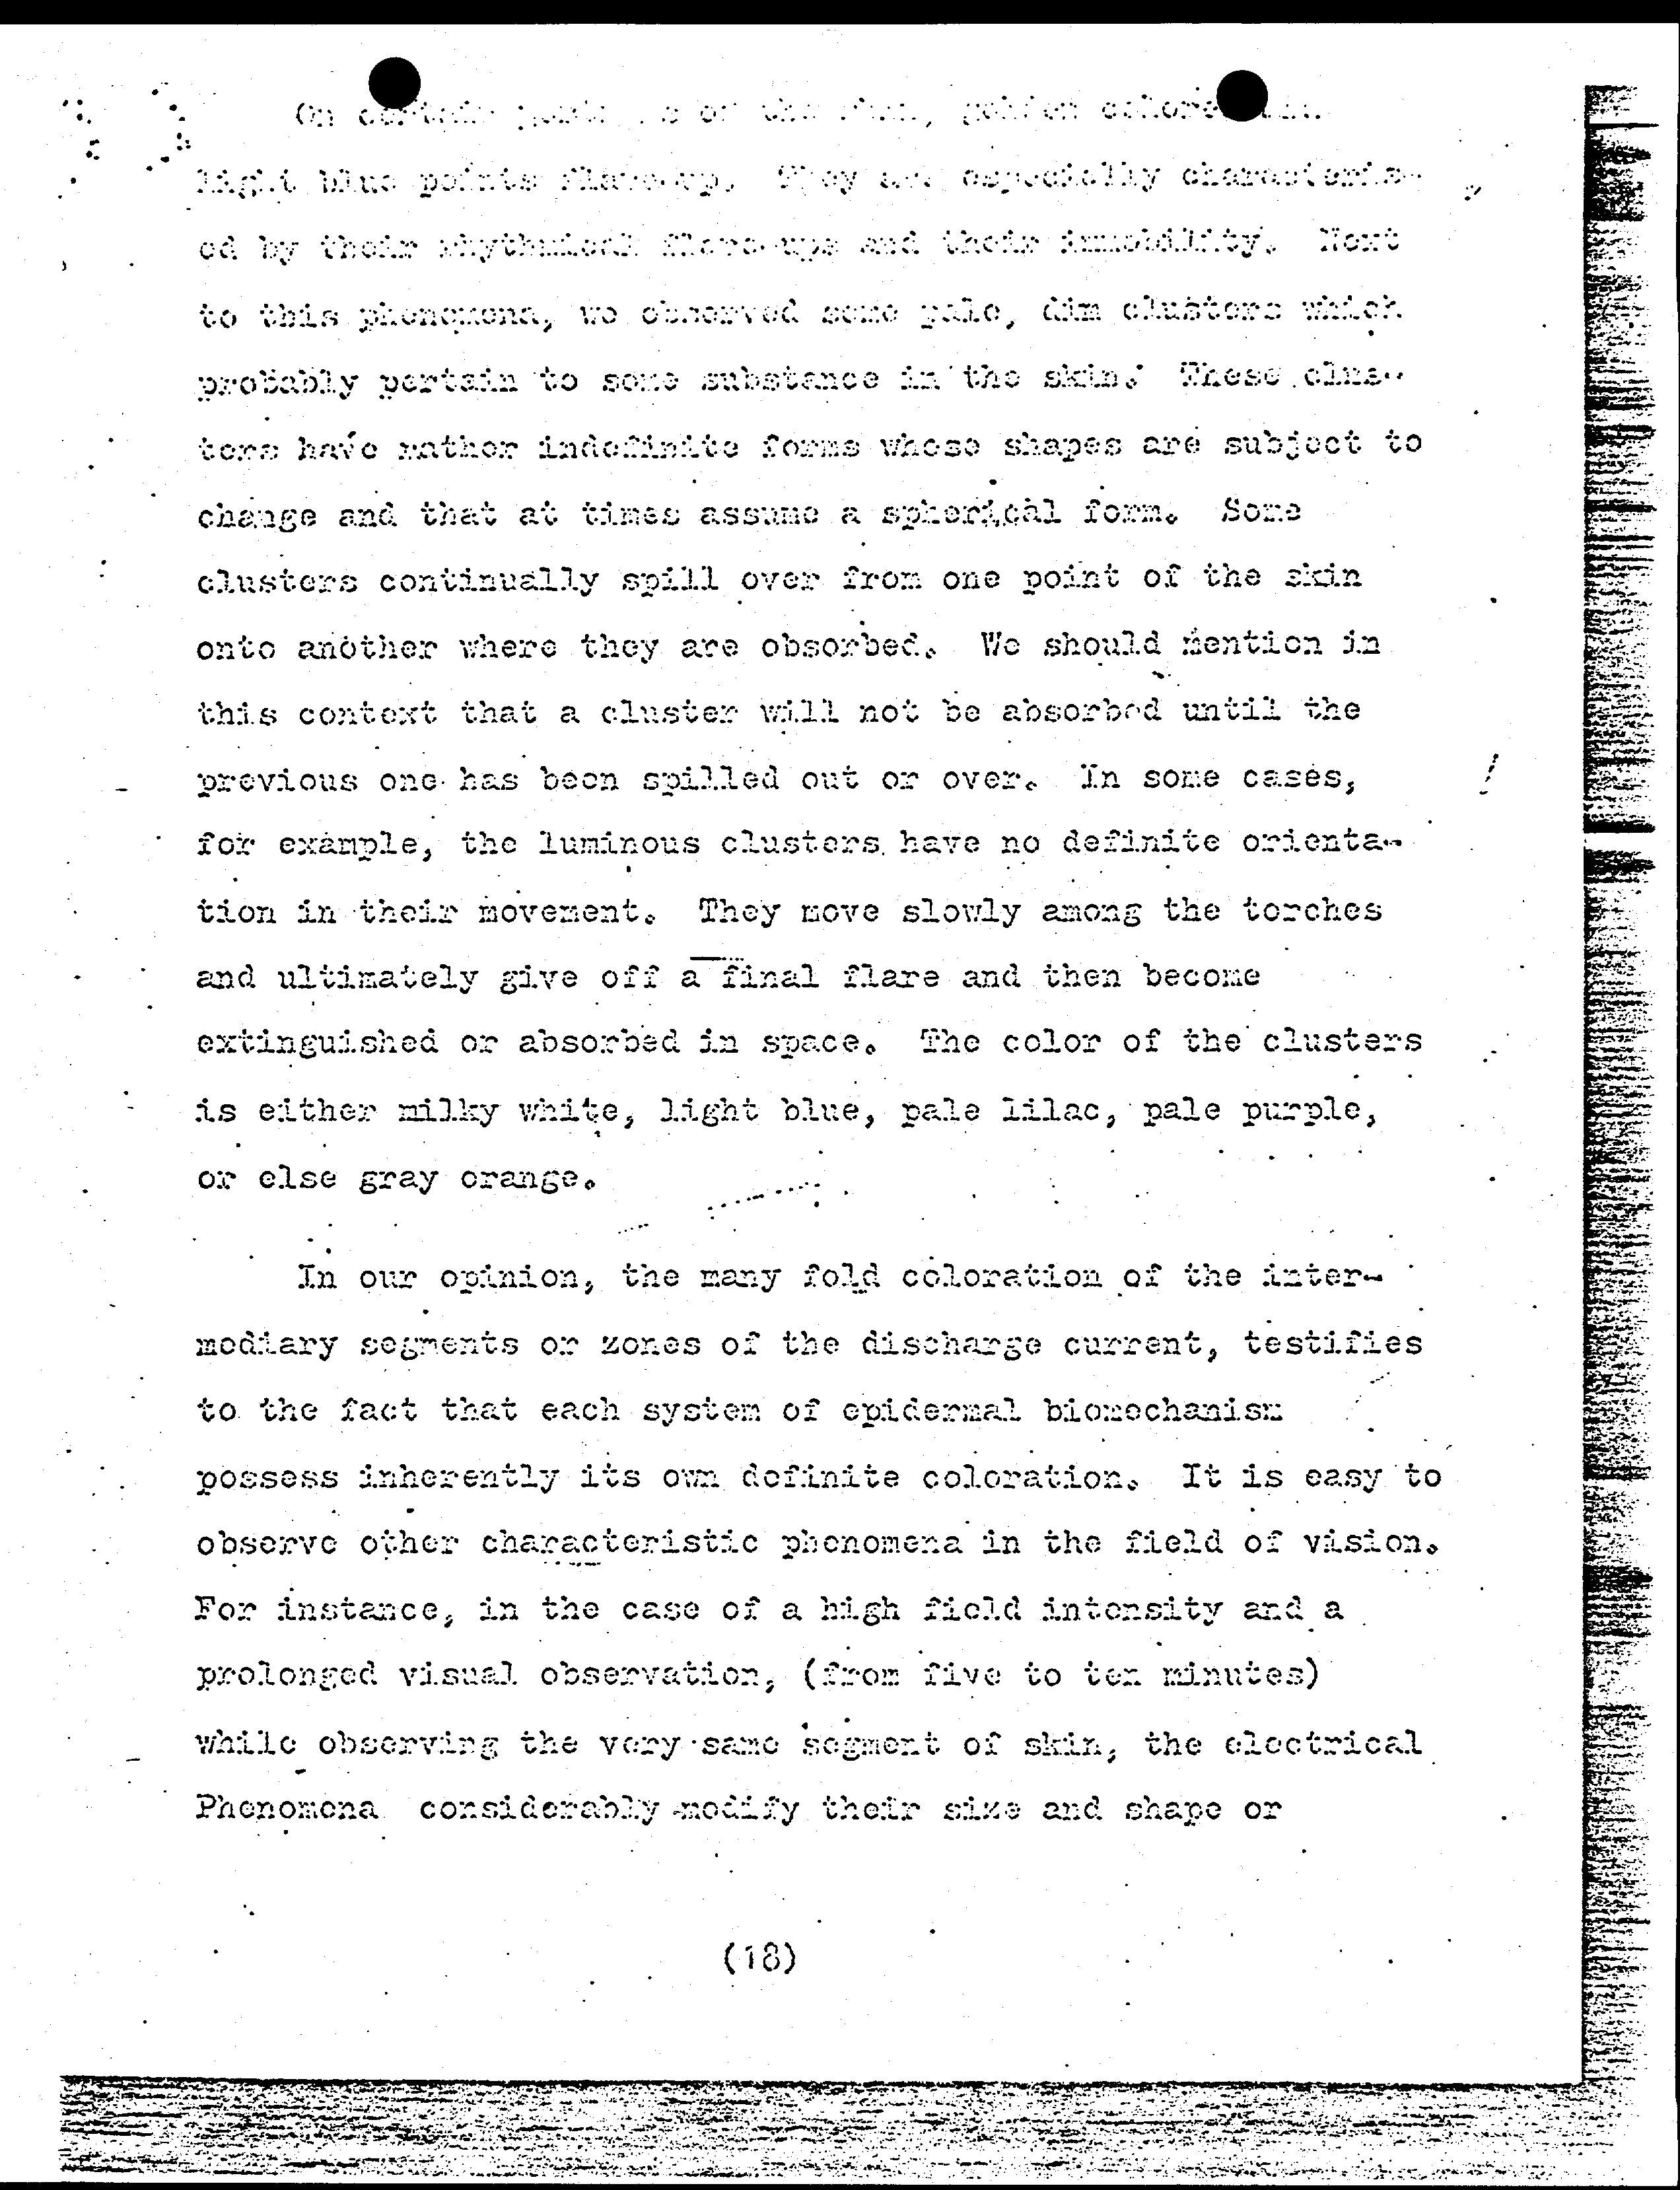 On certain of the skin, golden
light blue points flare-up. They are especially characteris-
ed by their rhythmical flare-ups and their immobility. Next
to this phenomena, we observed some pale, dim clusters which
probably pertain to some substance in the skin. These clus-
ters have rather indefinite forms whose shapes are subject to
change and that at times assume a spherical form. Some
clusters continually spill over from one point of the skin
onto another where they are obsorbed. We should mention in
this context that a cluster will not be absorbed until the
previous one has been spilled out or over. In some cases,
for example, the luminous clusters have no definite orienta-
tion in their movement. They move slowly among the torches
and ultimately give off a final flare and then become
extinguished or absorbed in space. The color of the clusters
is either milky white, light blue, pale lilac, pale purple,
or else gray orange.
In our opinion, the many fold coloration of the inter-
mediary segments or zones of the discharge current, testifies
to the fact that each system of epidermal biomechanism
possess inherently its own definite coloration. It is easy to
observe other characteristic phenomena in the field of vision.
For instance, in the case of a high field intensity and a
prolonged visual observation, (from five to ten minutes)
while observing the very same segment of skin, the electrical
Phenomena considerably modify their size and shape or
(18)